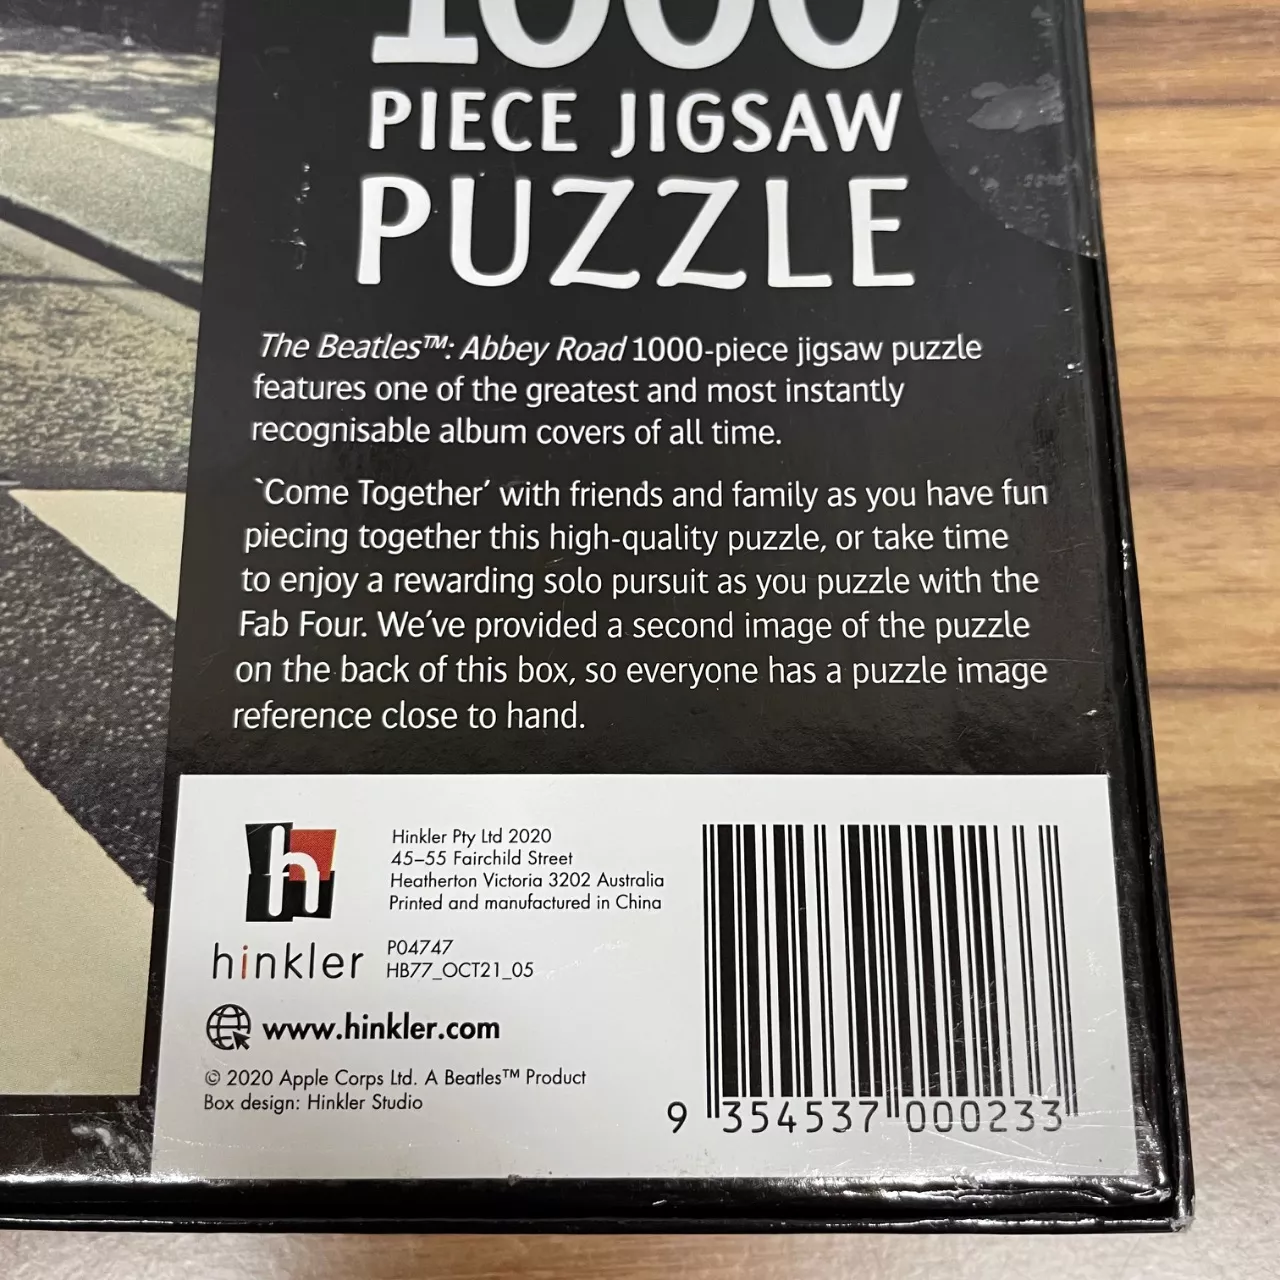 1000
PIECE JIGSAW
PUZZLE
The Beatles™: Abbey Road 1000-piece jigsaw puzzle
features one of the greatest and most instantly
recognisable album covers of all time.
`Come Together’ with friends and family as you have fun
piecing together this high-quality puzzle, or take time
to enjoy a rewarding solo pursuit as you puzzle with the
Fab Four. We’ve provided a second image of the puzzle
on the back of this box, so everyone has a puzzle image
reference close to hand.
h
hinkler
Hinkler Pty Ltd 2020
45–55 Fairchild Street
Heatherton Victoria 3202 Australia
Printed and manufactured in China
P04747
HB77_OCT21_05
www.hinkler.com
© 2020 Apple Corps Ltd. A Beatles™ Product
Box design: Hinkler Studio
9 354537 000233